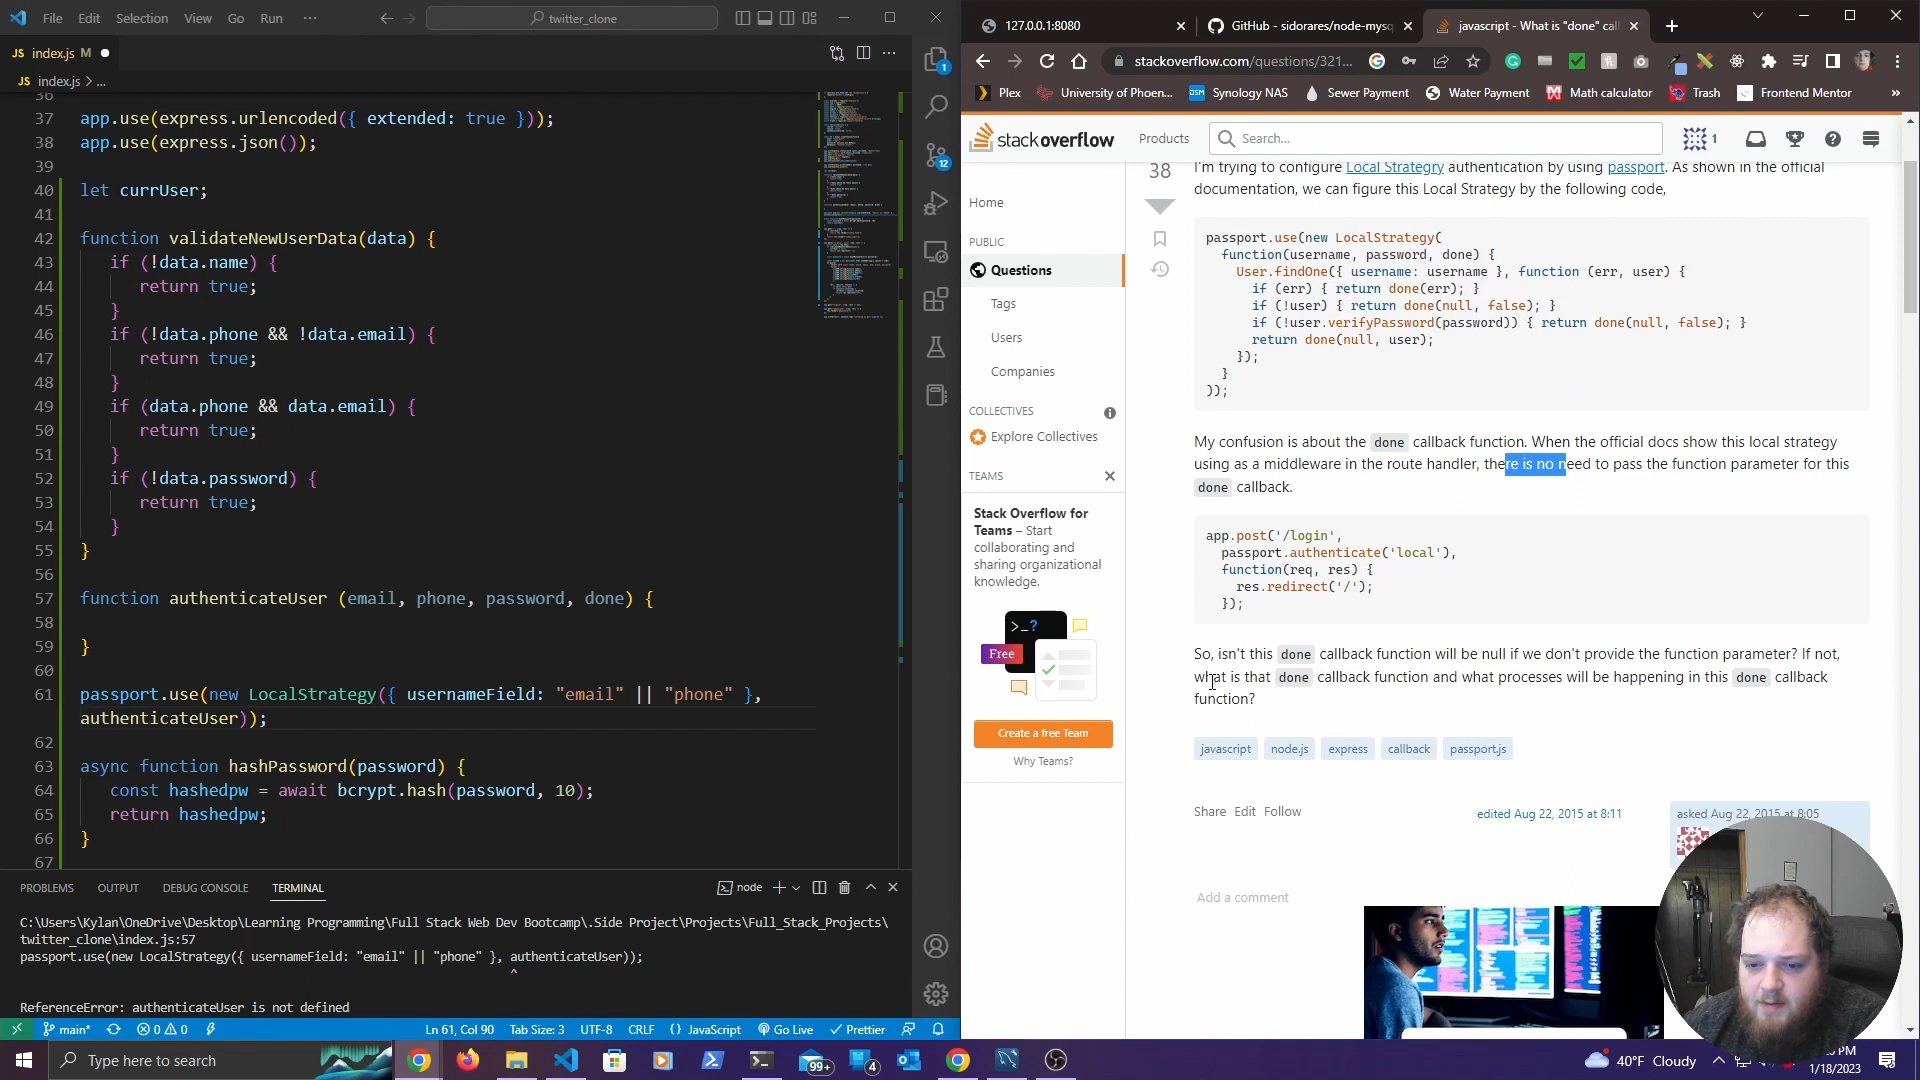 File Edit Selection View Go Run ···
twitter_clone
JS index.js M
JS index.js > ...
36
37 app.use(express.urlencoded({ extended: true }));
38 app.use(express.json());
39
40 let currUser;
41
42 function validateNewUserData(data) {
43 if (!data.name) {
44 return true;
45 }
46 if (!data.phone && !data.email) {
47 return true;
48 }
49 if (data.phone && data.email) {
50 return true;
51 }
52 if (!data.password) {
53 return true;
54 }
55 }
56
57 function authenticateUser (email, phone, password, done) {
58
59 }
60
61 passport.use(new LocalStrategy({ usernameField: "email" || "phone" },
authenticateUser));
62
63 async function hashPassword(password) {
64 const hashedpw = await bcrypt.hash(password, 10);
65 return hashedpw;
66 }
67
1
12
PROBLEMS OUTPUT DEBUG CONSOLE TERMINAL
node
C:\Users\Kylan\OneDrive\Desktop\Learning Programming\Full Stack Web Dev Bootcamp\.Side Project\Projects\Full_Stack_Projects\
twitter_clone\index.js:57
passport.use(new LocalStrategy({ usernameField: "email" || "phone" }, authenticateUser));
^
ReferenceError: authenticateUser is not defined
main* 0 0 Ln 61, Col 90 Tab Size: 3 UTF-8 CRLF {} JavaScript Go Live Prettier
127.0.0.1:8080
GitHub - sidorares/node-mysq
javascript - What is "done" call
stackoverflow.com/questions/321...
Plex University of Phoen... Synology NAS Sewer Payment Water Payment Math calculator Trash Frontend Mentor »
stackoverflow Products Search... 1
Home
PUBLIC
Questions
Tags
Users
Companies
COLLECTIVES
Explore Collectives
TEAMS
Stack Overflow for
Teams – Start
collaborating and
sharing organizational
knowledge.
>_?
Free
Create a free Team
Why Teams?
38
I'm trying to configure Local Strategry authentication by using passport. As shown in the official
documentation, we can figure this Local Strategy by the following code,
passport.use(new LocalStrategy(
function(username, password, done) {
User.findOne({ username: username }, function (err, user) {
if (err) { return done(err); }
if (!user) { return done(null, false); }
if (!user.verifyPassword(password)) { return done(null, false); }
return done(null, user);
});
}
));
My confusion is about the done callback function. When the official docs show this local strategy
using as a middleware in the route handler, there is no need to pass the function parameter for this
done callback.
app.post('/login',
passport.authenticate('local'),
function(req, res) {
res.redirect('/');
});
So, isn't this done callback function will be null if we don't provide the function parameter? If not,
what is that done callback function and what processes will be happening in this done callback
function?
javascript node.js express callback passport.js
Share Edit Follow
edited Aug 22, 2015 at 8:11
asked Aug 22, 2015 at 8:05
Add a comment
Type here to search
99+
4
40°F Cloudy
PM
1/18/2023